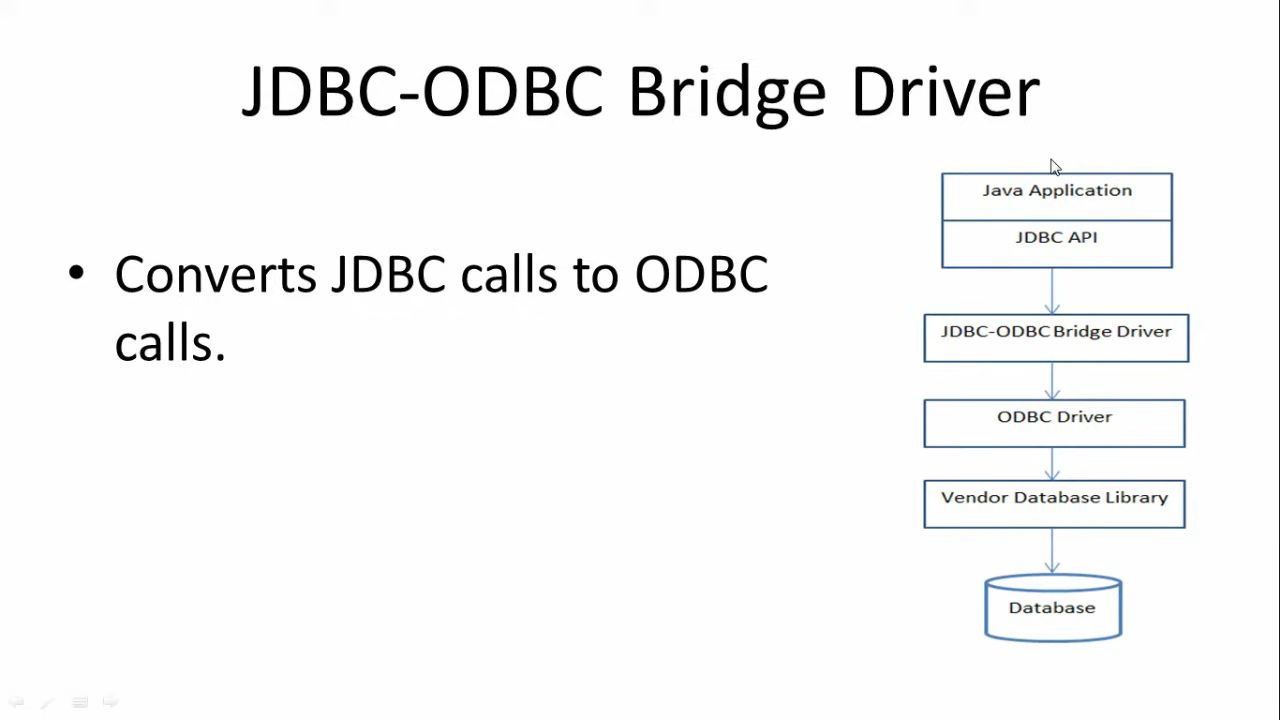 JDBC-ODBC Bridge Driver
• Converts JDBC calls to ODBC
calls.
Java Application
JDBC API
JDBC-ODBC Bridge Driver
ODBC Driver
Vendor Database Library
Database